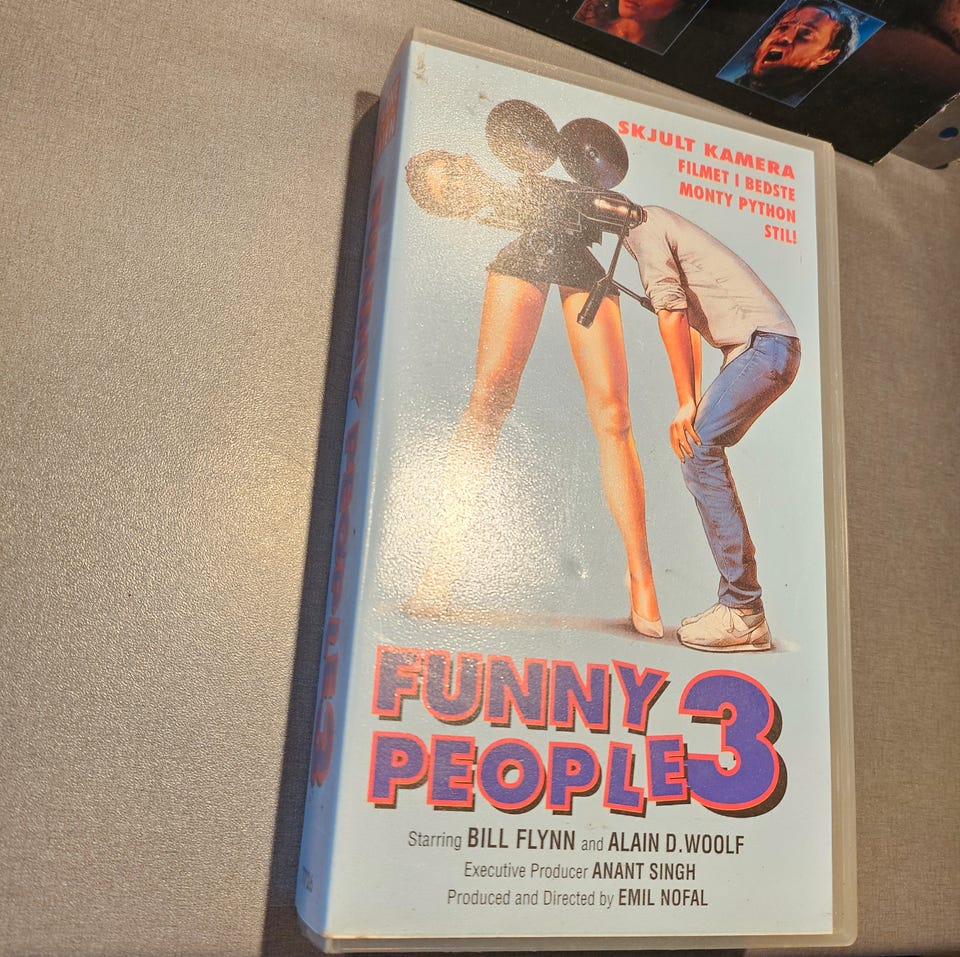 SKJULT KAMERA
FILMET I BEDSTE
MONTY PYTHON
STIL!
FUNNY
PEOPLE 3
Starring BILL FLYNN and ALAIN D. WOOLF
Executive Producer ANANT SINGH
Produced and Directed by EMIL NOFAL